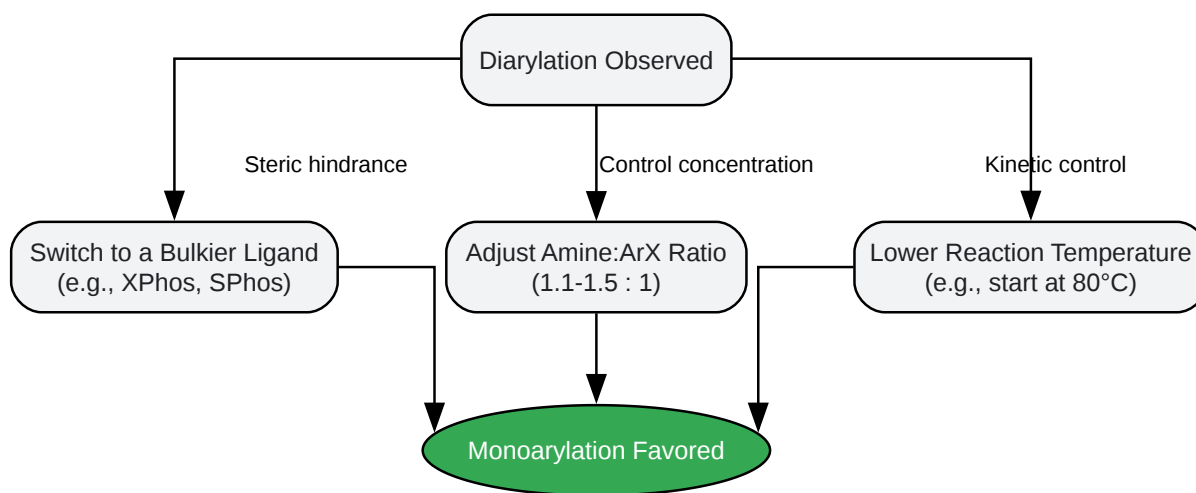 Diarylation Observed
Steric hindrance
Control concentration
Kinetic control
Switch to a Bulkier Ligand
(e.g., XPhos, SPhos)
Adjust Amine:ArX Ratio
(1.1-1.5 : 1)
Lower Reaction Temperature
(e.g., start at 80°C)
Monoarylation Favored